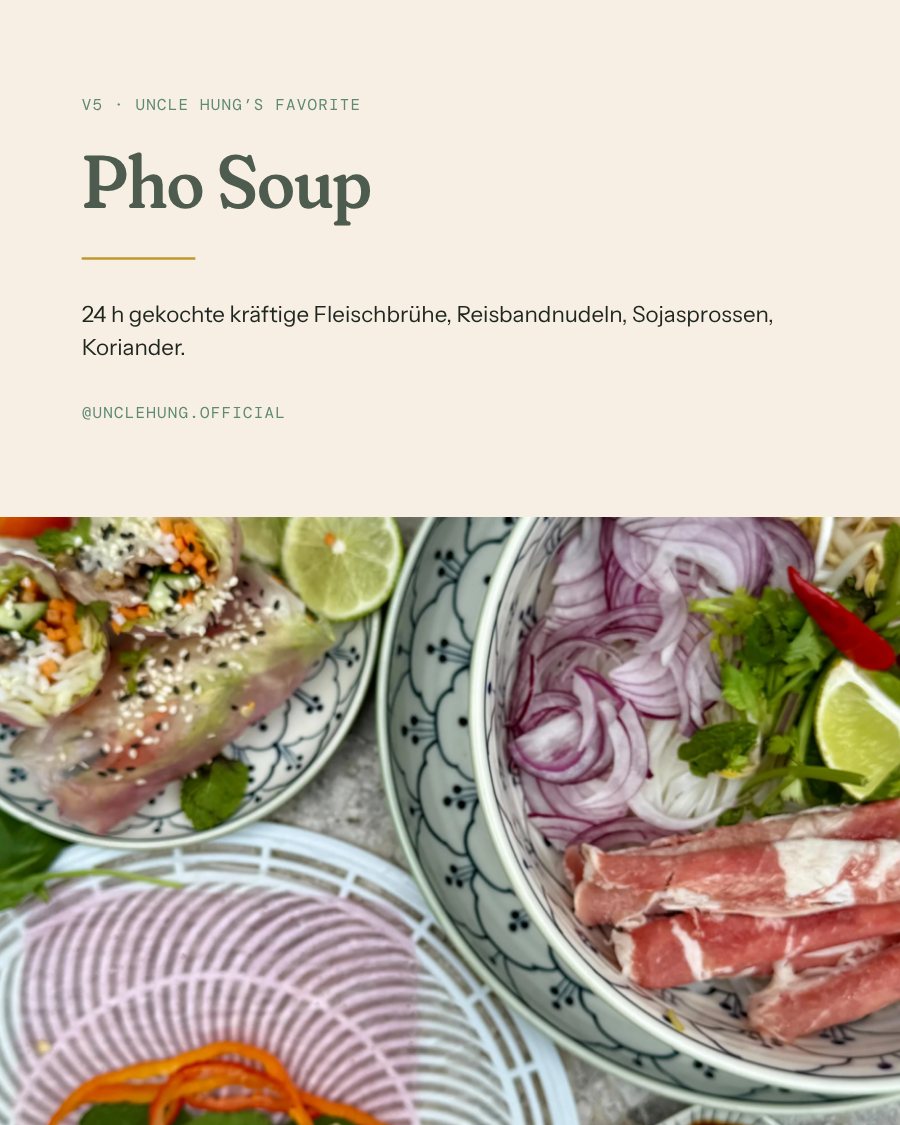 V5 · UNCLE HUNG’S FAVORITE
Pho Soup
24 h gekochte kräftige Fleischbrühe, Reisbandnudeln, Sojasprossen,
Koriander.
@UNCLEHUNG.OFFICIAL